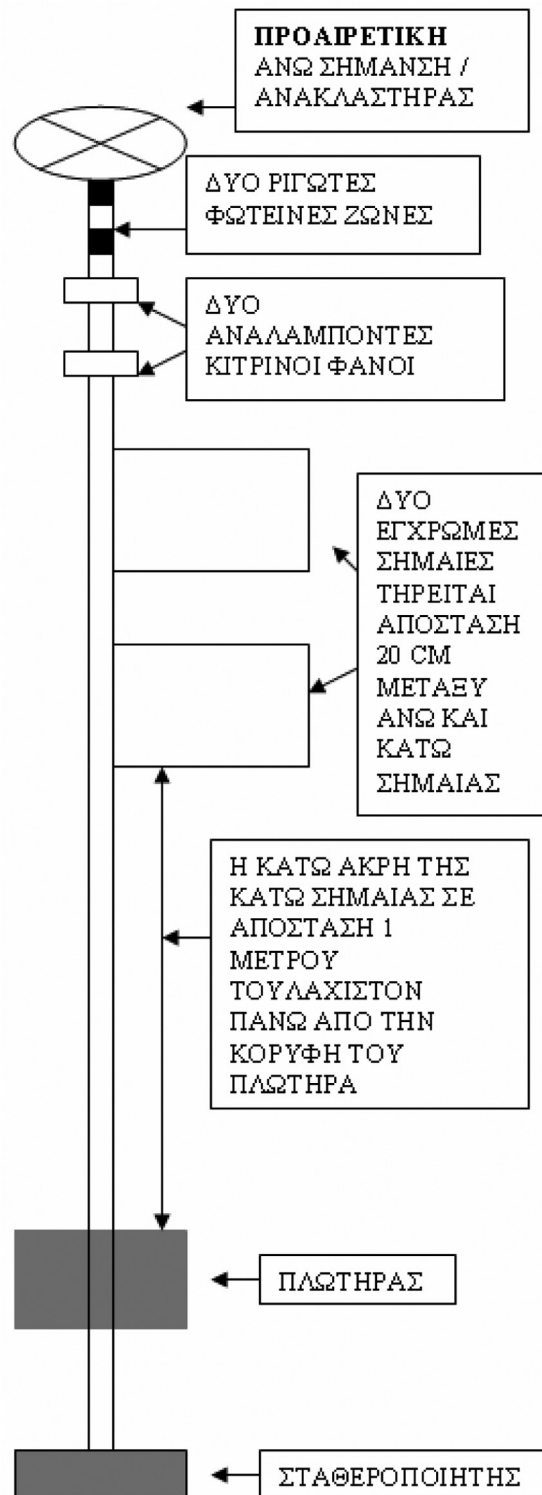 ΠΡΟΑΙΡΕΤΙΚΗ
ΑΝΩ ΣΗΜΑΝΣΗ /
ΑΝΑΚΛΑΣΤΗΡΑΣ
ΔΥΟ ΡΙΓΩΤΕΣ
ΦΩΤΕΙΝΕΣ ΖΩΝΕΣ
ΔΥΟ
ΑΝΑΛΑΜΠΟΝΤΕΣ
ΚΙΤΡΙΝΟΙ ΦΑΝΟΙ
ΔΥΟ
ΕΓΧΡΩΜΕΣ
ΣΗΜΑΙΕΣ
ΤΗΡΕΙΤΑΙ
ΑΠΟΣΤΑΣΗ
20 CM
ΜΕΤΑΞΥ
ΑΝΩ ΚΑΙ
ΚΑΤΩ
ΣΗΜΑΙΑΣ
Η ΚΑΤΩ ΑΚΡΗ ΤΗΣ
ΚΑΤΩ ΣΗΜΑΙΑΣ ΣΕ
ΑΠΟΣΤΑΣΗ 1
ΜΕΤΡΟΥ
ΤΟΥΛΑΧΙΣΤΟΝ
ΠΑΝΩ ΑΠΟ ΤΗΝ
ΚΟΡΥΦΗ ΤΟΥ
ΠΛΩΤΗΡΑ
ΠΛΩΤΗΡΑΣ
ΣΤΑΘΕΡΟΠΟΙΗΤΗΣ